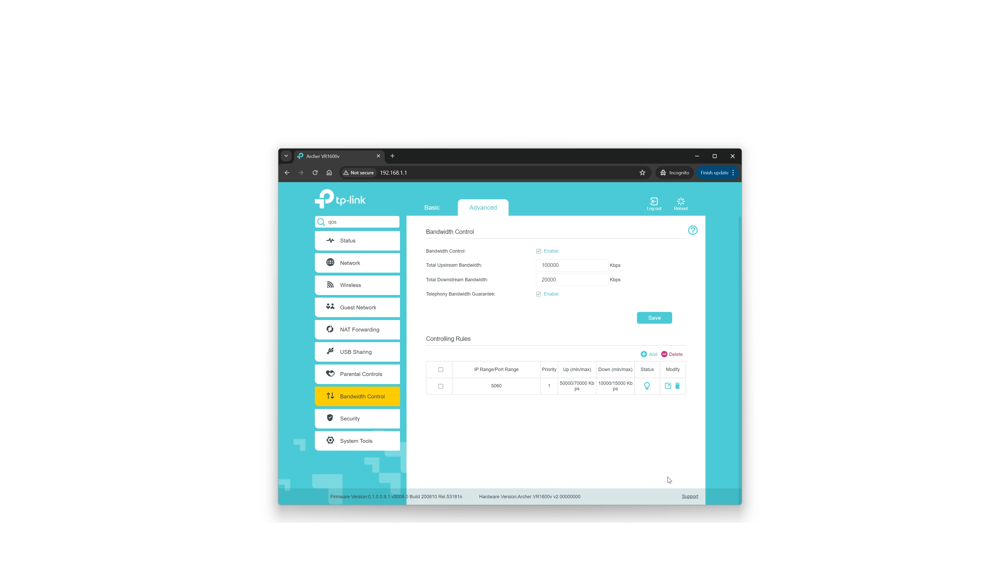 Archer VR1600v
Not secure 192.168.1.1 Incognito Finish update
tp-link
Basic Advanced Log out Reboot
qos
Status
Network
Wireless
Guest Network
NAT Forwarding
USB Sharing
Parental Controls
Bandwidth Control
Security
System Tools
Bandwidth Control
Bandwidth Control: Enable
Total Upstream Bandwidth: 100000 Kbps
Total Downstream Bandwidth: 20000 Kbps
Telephony Bandwidth Guarantee: Enable
Save
Controlling Rules
Add Delete
IP Range/Port Range Priority Up (min/max) Down (min/max) Status Modify
5060 1 50000/70000 Kb 10000/15000 Kb
ps ps
Firmware Version:0.1.0 0.9.1 v5006.0 Build 200810 Rel.53181n Hardware Version:Archer VR1600v v2 00000000 Support